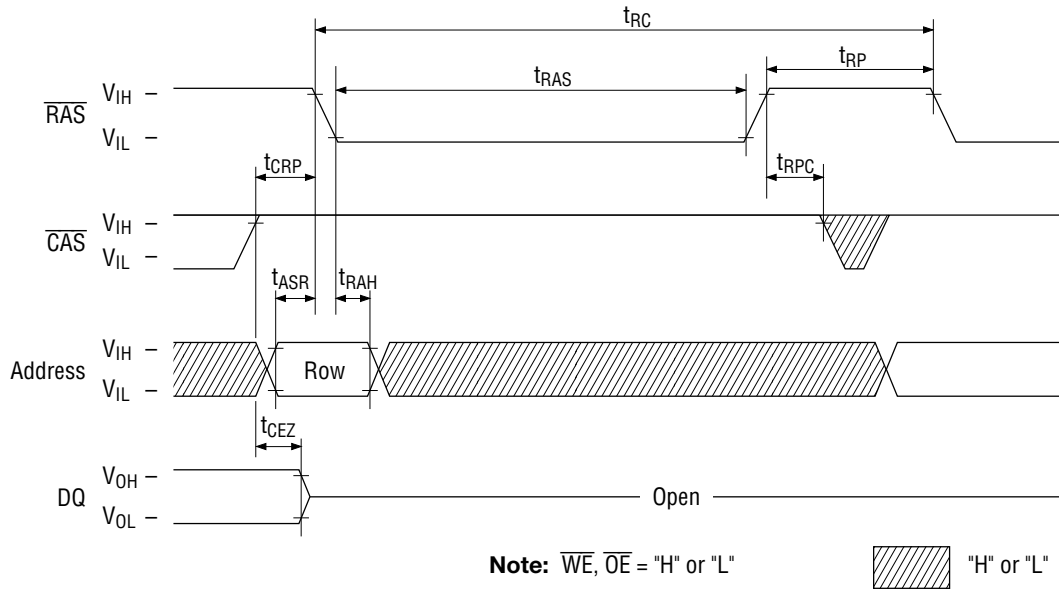 tRC
tRP
tRAS
VIH
RAS
VIL
tCRP
tRPC
VIH
CAS
VIL
tASR
tRAH
VIH
Address
Row
VIL
tCEZ
VOH
DQ
Open
VOL
Note: WE, OE = "H" or "L"
"H" or "L"